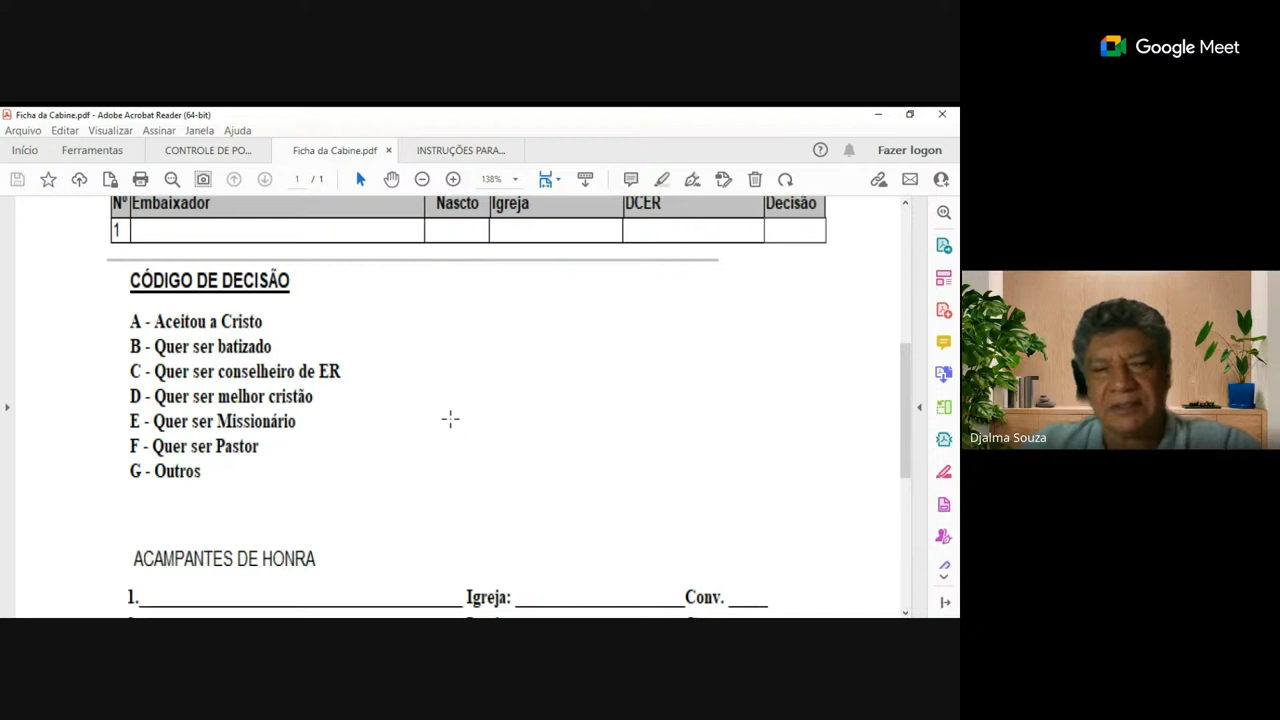 Google Meet
Ficha da Cabine.pdf - Adobe Acrobat Reader (64-bit)
Arquivo Editar Visualizar Assinar Janela Ajuda
Início Ferramentas CONTROLE DE PO... Ficha da Cabine.pdf × INSTRUÇÕES PARA... Fazer logon
1 / 1 138%
Nº Embaixador Nascto Igreja DCER Decisão
1
CÓDIGO DE DECISÃO
A - Aceitou a Cristo
B - Quer ser batizado
C - Quer ser conselheiro de ER
D - Quer ser melhor cristão
E - Quer ser Missionário
F - Quer ser Pastor
G - Outros
ACAMPANTES DE HONRA
1.______________________ Igreja: ______________Conv. ____
Djalma Souza